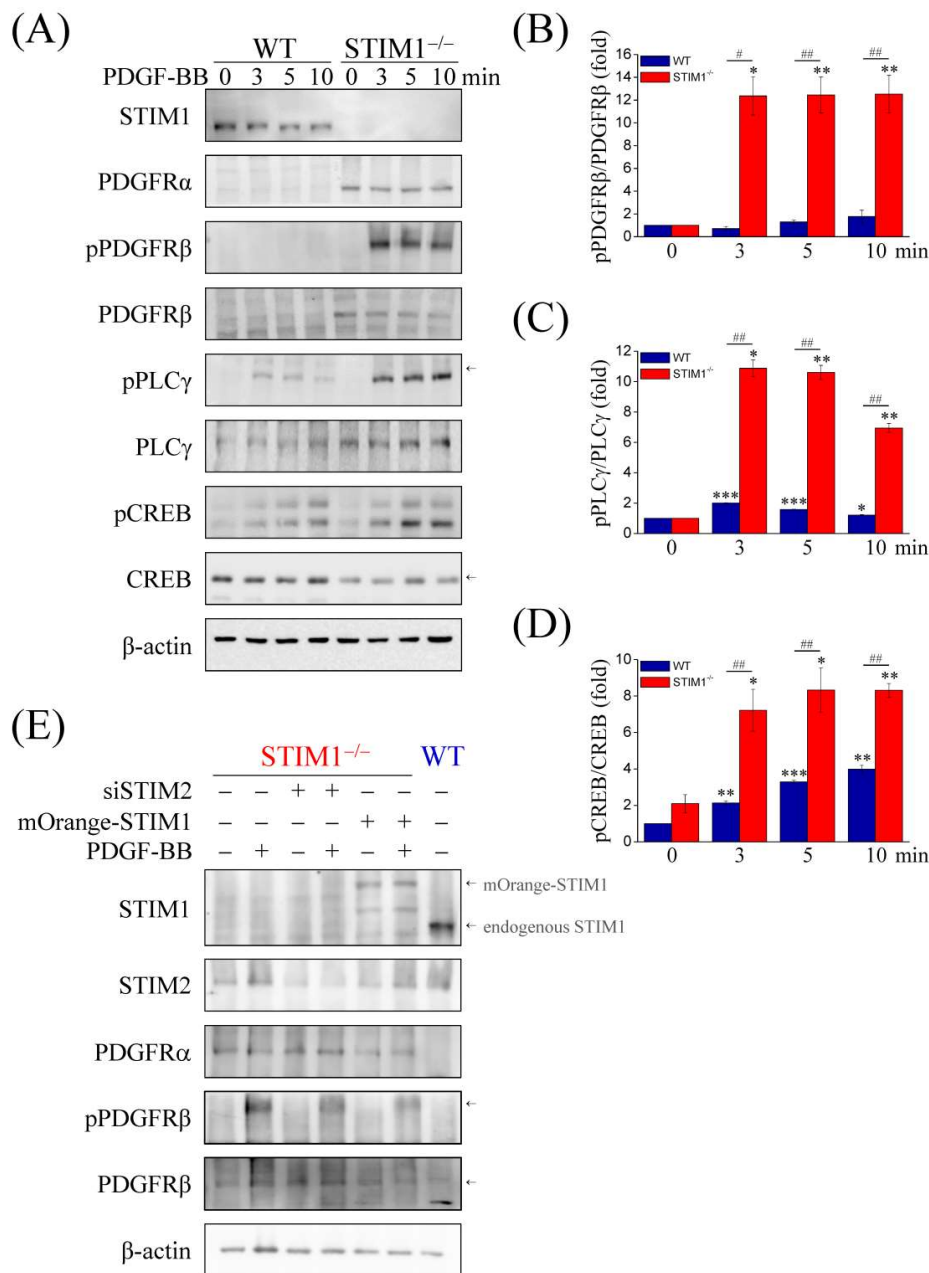 (A)
WT STIM1−/−
PDGF-BB 0 3 5 10 0 3 5 10 min
STIM1
PDGFRα
pPDGFRβ
PDGFRβ
pPLCγ ←
PLCγ
pCREB
CREB ←
β-actin
(B)
pPDGFRβ/PDGFRβ (fold)
16
14
12
10
8
6
4
2
0
WT
STIM1-/-
# ## ##
* ** **
0 3 5 10 min
(C)
pPLCγ/PLCγ (fold)
12
10
8
6
4
2
0
WT
STIM1-/-
## ## ##
*** * *** ** * **
0 3 5 10 min
(D)
pCREB/CREB (fold)
10
8
6
4
2
0
WT
STIM1-/-
## ## ##
** * *** * ** **
0 3 5 10 min
(E)
STIM1−/− WT
siSTIM2 − − + + − − −
mOrange-STIM1 − − − − + + −
PDGF-BB − + − + − + −
STIM1
← mOrange-STIM1
← endogenous STIM1
STIM2
PDGFRα
pPDGFRβ ←
PDGFRβ ←
β-actin